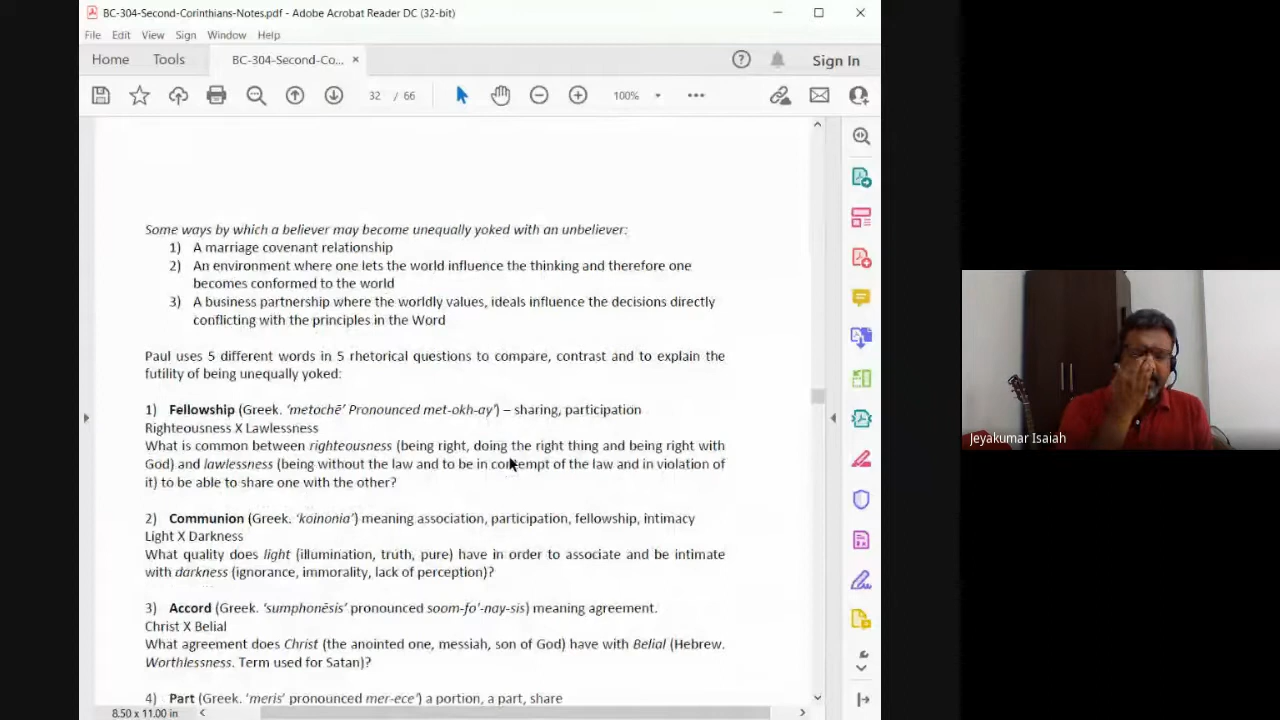 BC-304-Second-Corinthians-Notes.pdf - Adobe Acrobat Reader DC (32-bit)
File Edit View Sign Window Help
Home Tools BC-304-Second-Co... × Sign In
32 / 66 100%
Some ways by which a believer may become unequally yoked with an unbeliever:
1) A marriage covenant relationship
2) An environment where one lets the world influence the thinking and therefore one
becomes conformed to the world
3) A business partnership where the worldly values, ideals influence the decisions directly
conflicting with the principles in the Word
Paul uses 5 different words in 5 rhetorical questions to compare, contrast and to explain the
futility of being unequally yoked:
1) Fellowship (Greek. ‘metochē’ Pronounced met-okh-ay’) – sharing, participation
Righteousness X Lawlessness
What is common between righteousness (being right, doing the right thing and being right with
God) and lawlessness (being without the law and to be in contempt of the law and in violation of
it) to be able to share one with the other?
2) Communion (Greek. ‘koinonia’) meaning association, participation, fellowship, intimacy
Light X Darkness
What quality does light (illumination, truth, pure) have in order to associate and be intimate
with darkness (ignorance, immorality, lack of perception)?
3) Accord (Greek. ‘sumphonēsis’ pronounced soom-fo’-nay-sis) meaning agreement.
Christ X Belial
What agreement does Christ (the anointed one, messiah, son of God) have with Belial (Hebrew.
Worthlessness. Term used for Satan)?
4) Part (Greek. ‘meris’ pronounced mer-ece’) a portion, a part, share
8.50 x 11.00 in
Jeyakumar Isaiah